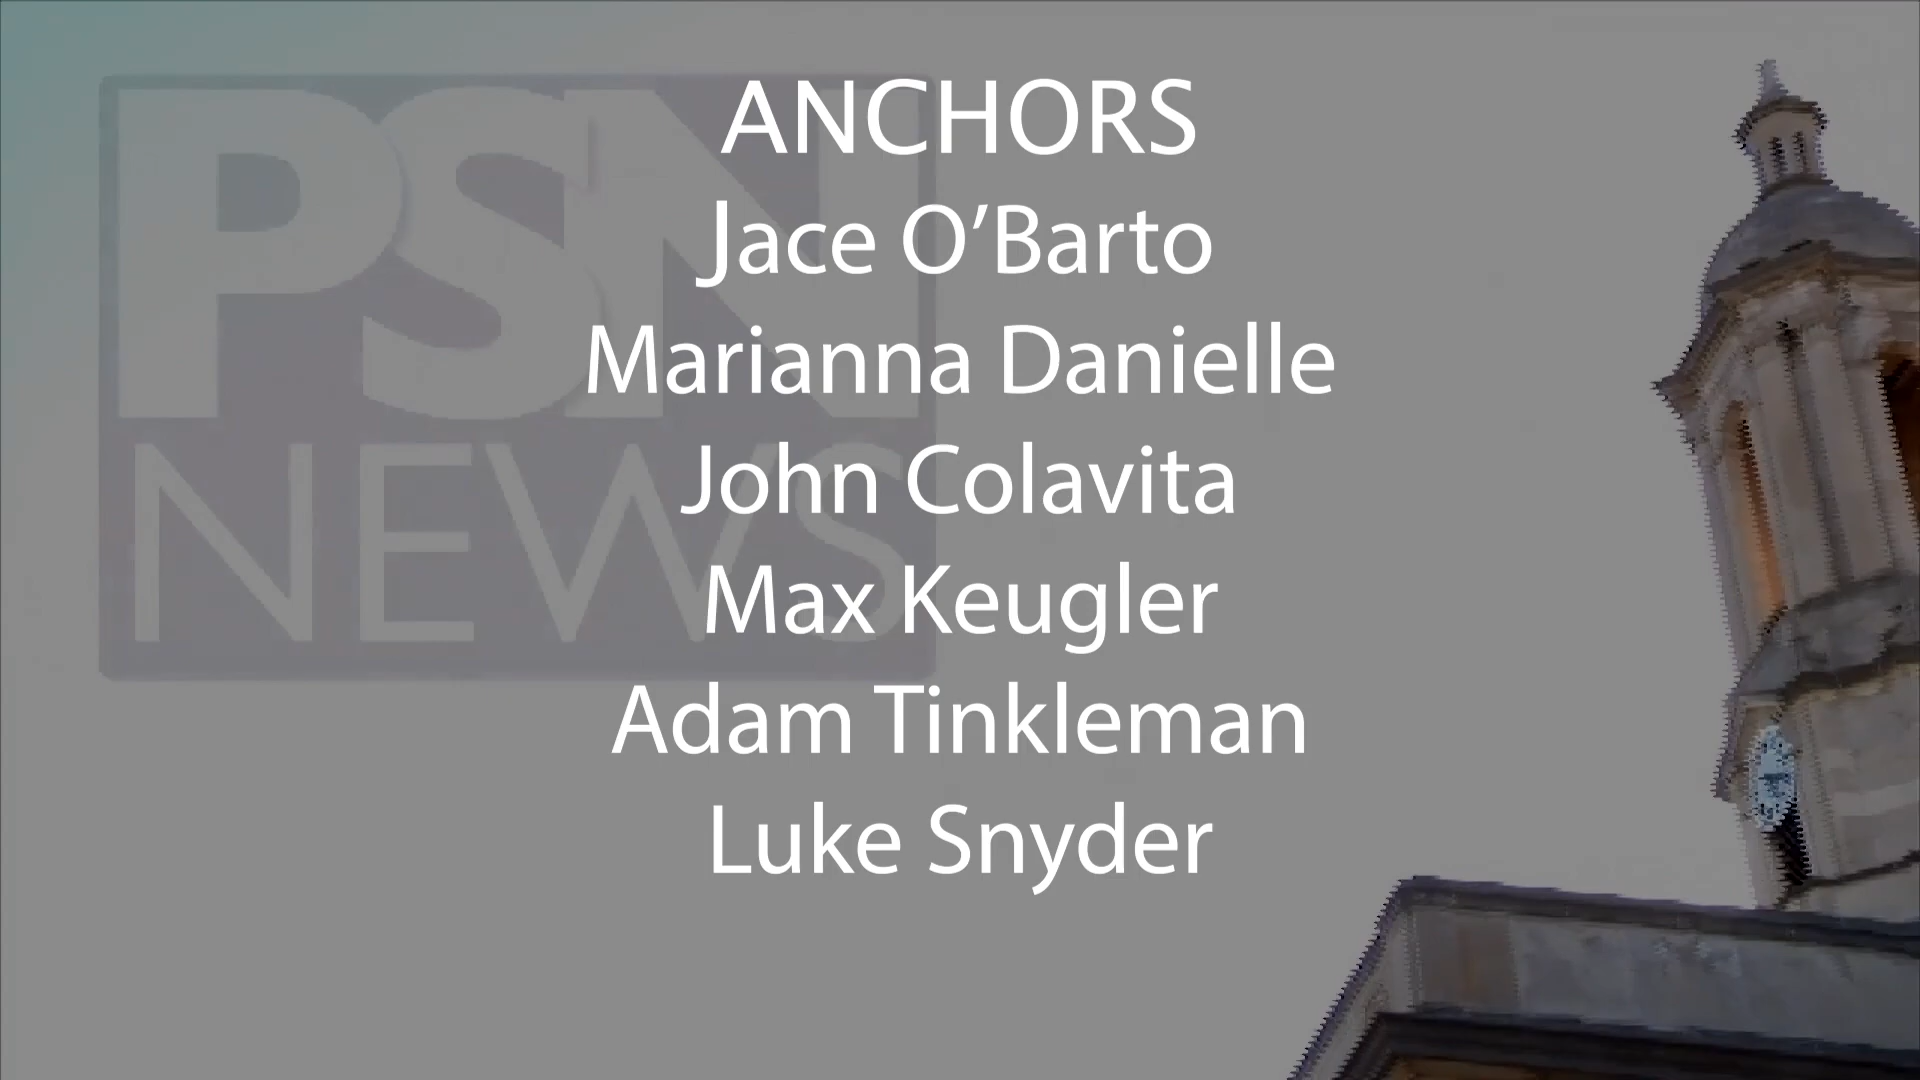 PSN
NEWS
ANCHORS
Jace O’Barto
Marianna Danielle
John Colavita
Max Keugler
Adam Tinkleman
Luke Snyder